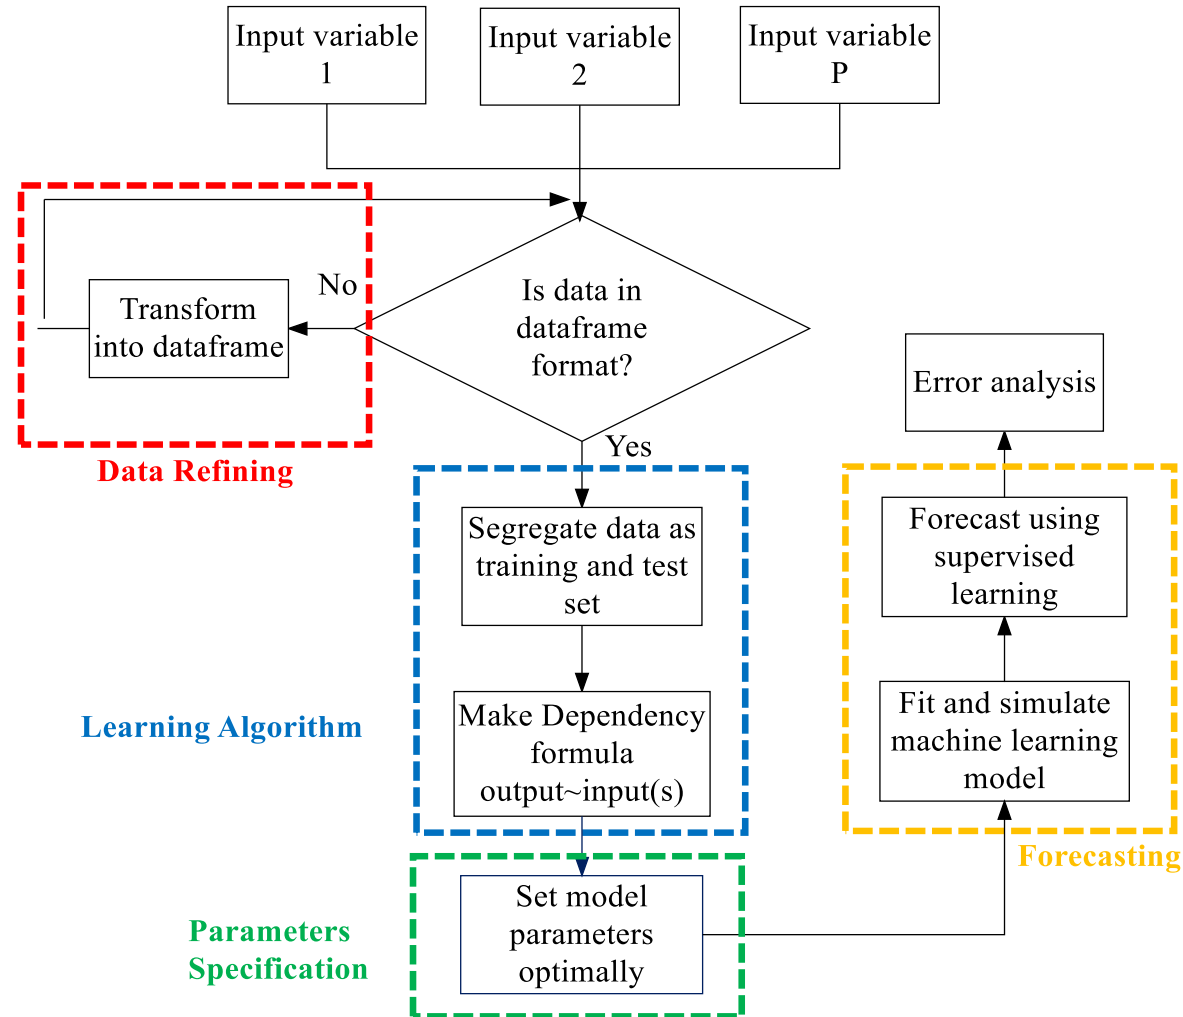 Input variable
1
Input variable
2
Input variable
P
No
Transform
into dataframe
Is data in
dataframe
format?
Data Refining
Yes
Error analysis
Segregate data as
training and test
set
Make Dependency
formula
output~input(s)
Learning Algorithm
Set model
parameters
optimally
Parameters
Specification
Forecast using
supervised
learning
Fit and simulate
machine learning
model
Forecasting